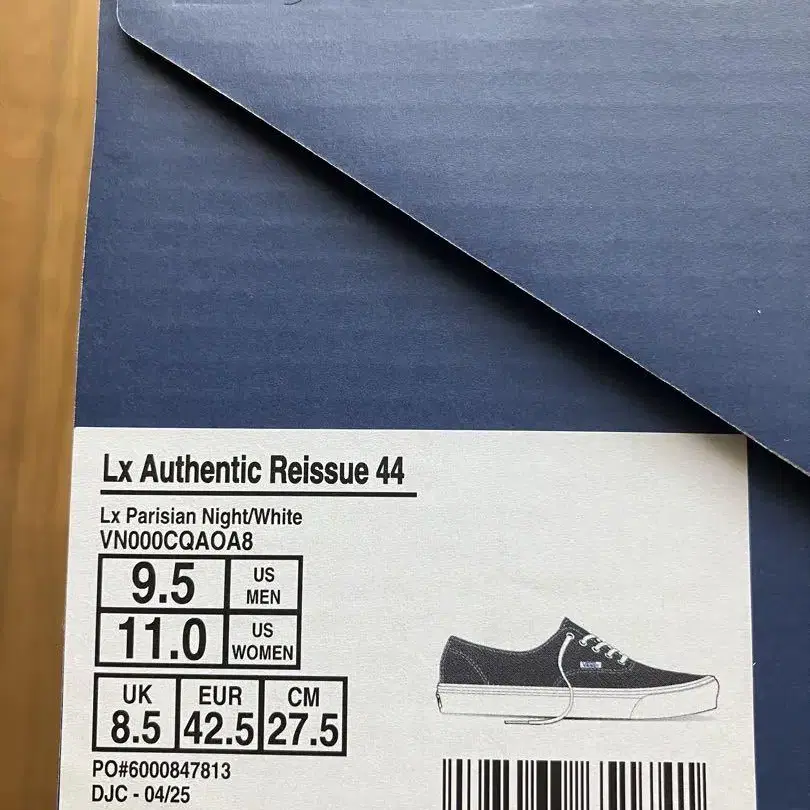 Lx Authentic Reissue 44
Lx Parisian Night/White
VN000CQAOA8
9.5 US MEN
11.0 US WOMEN
UK EUR CM
8.5 42.5 27.5
PO#6000847813
DJC - 04/25